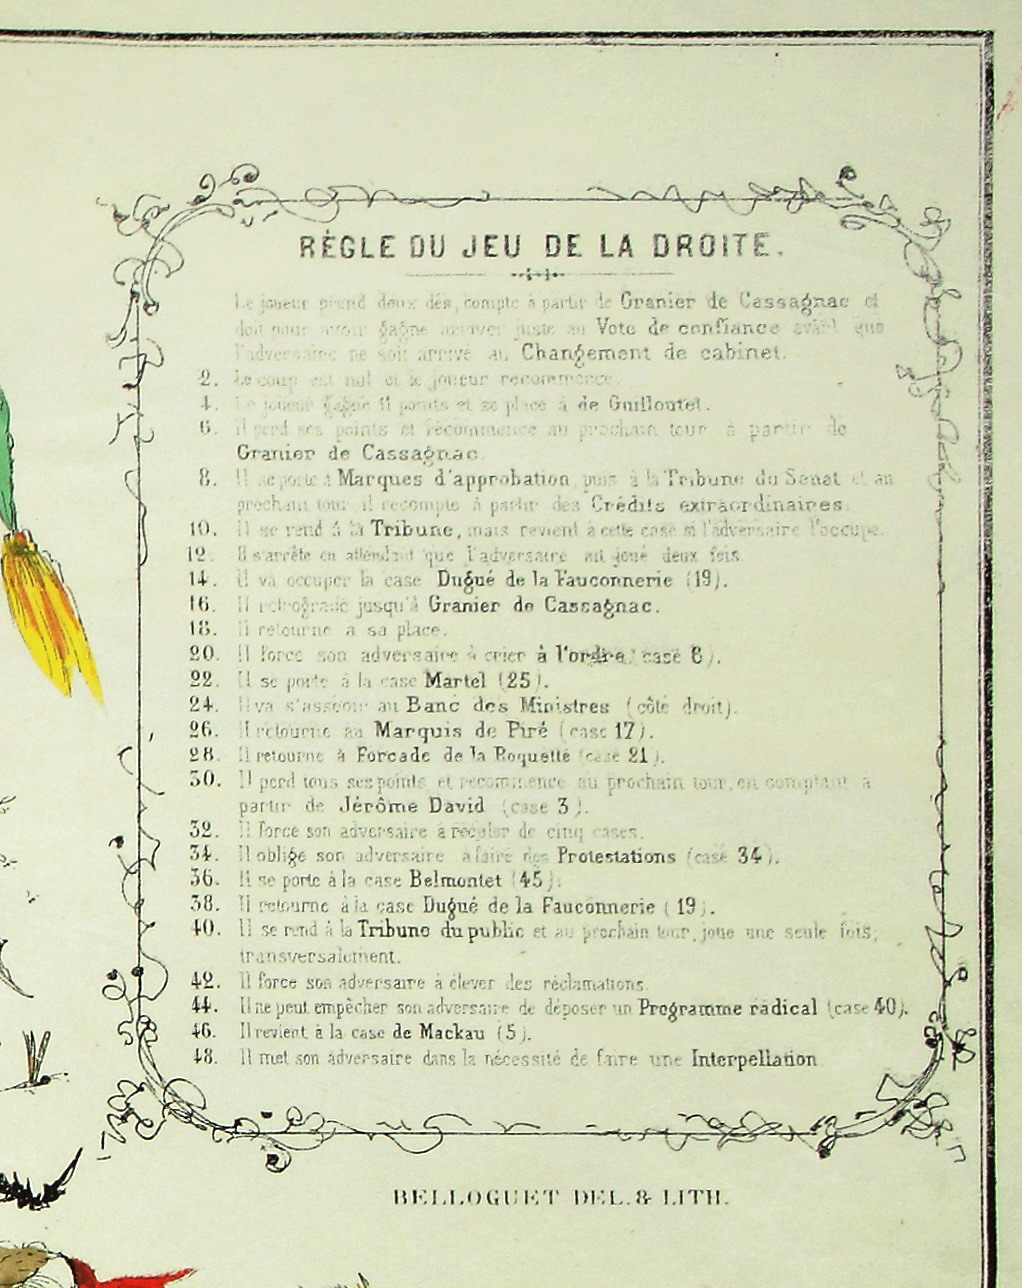 RÈGLE DU JEU DE LA DROITE.
Le joueur prend deux dés, compte à partir de Granier de Cassagnac et
doit pour avoir gagné arriver juste au Vote de confiance avant que
l'adversaire ne soit arrivé au Changement de cabinet.
2. Le coup est nul et le joueur recommence.
4. Le joueur gagne 11 points et se place à de Guilloutet.
6. Il perd ses points et recommence au prochain tour à partir de
Granier de Cassagnac.
8. Il se porte à Marques d'approbation, puis à la Tribune du Senat et au
prochain tour il recompte à partir des Crédits extraordinaires.
10. Il se rend à la Tribune, mais revient à cette case si l'adversaire l'occupe.
12. Il s'arrête en attendant que l'adversaire ait joué deux fois.
14. Il va occuper la case Dugué de la Fauconnerie (19).
16. Il rétrograde jusqu'à Granier de Cassagnac.
18. Il retourne à sa place.
20. Il force son adversaire à crier à l'ordre, (case 6).
22. Il se porte à la case Martel (25).
24. Il va s'asseoir au Banc des Ministres (côté droit).
26. Il retourne au Marquis de Piré (case 17).
28. Il retourne à Forcade de la Roquette (case 21).
30. Il perd tous ses points et recommence au prochain tour, en comptant à
partir de Jérôme David (case 3).
32. Il force son adversaire à reculer de cinq cases.
34. Il oblige son adversaire à faire des Protestations (case 34).
36. Il se porte à la case Belmontet (45).
38. Il retourne à la case Dugué de la Fauconnerie (19).
40. Il se rend à la Tribune du public et au prochain tour, joue une seule fois,
transversalement.
42. Il force son adversaire à élever des réclamations.
44. Il ne peut empêcher son adversaire de déposer un Programme radical (case 40).
46. Il revient à la case de Mackau (5).
48. Il met son adversaire dans la nécessité de faire une Interpellation
BELLOGUET DEL. & LITH.